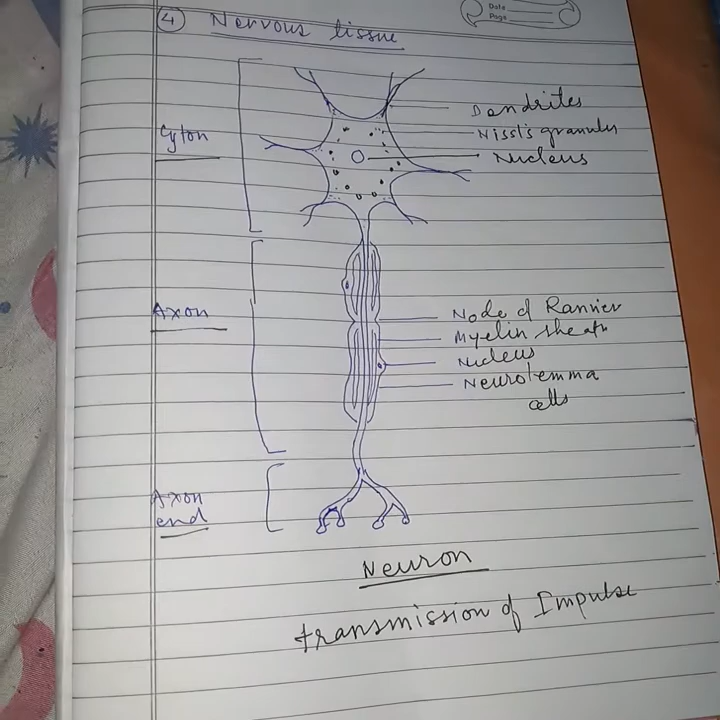 Date
Page
④ Nervous tissue
Dendrites
Cyton
Nissl's granules
Nucleus
Axon
Node of Ranvier
Myelin sheath
Nucleus
Neurolemma
cells
Axon
end
Neuron
transmission of Impulse